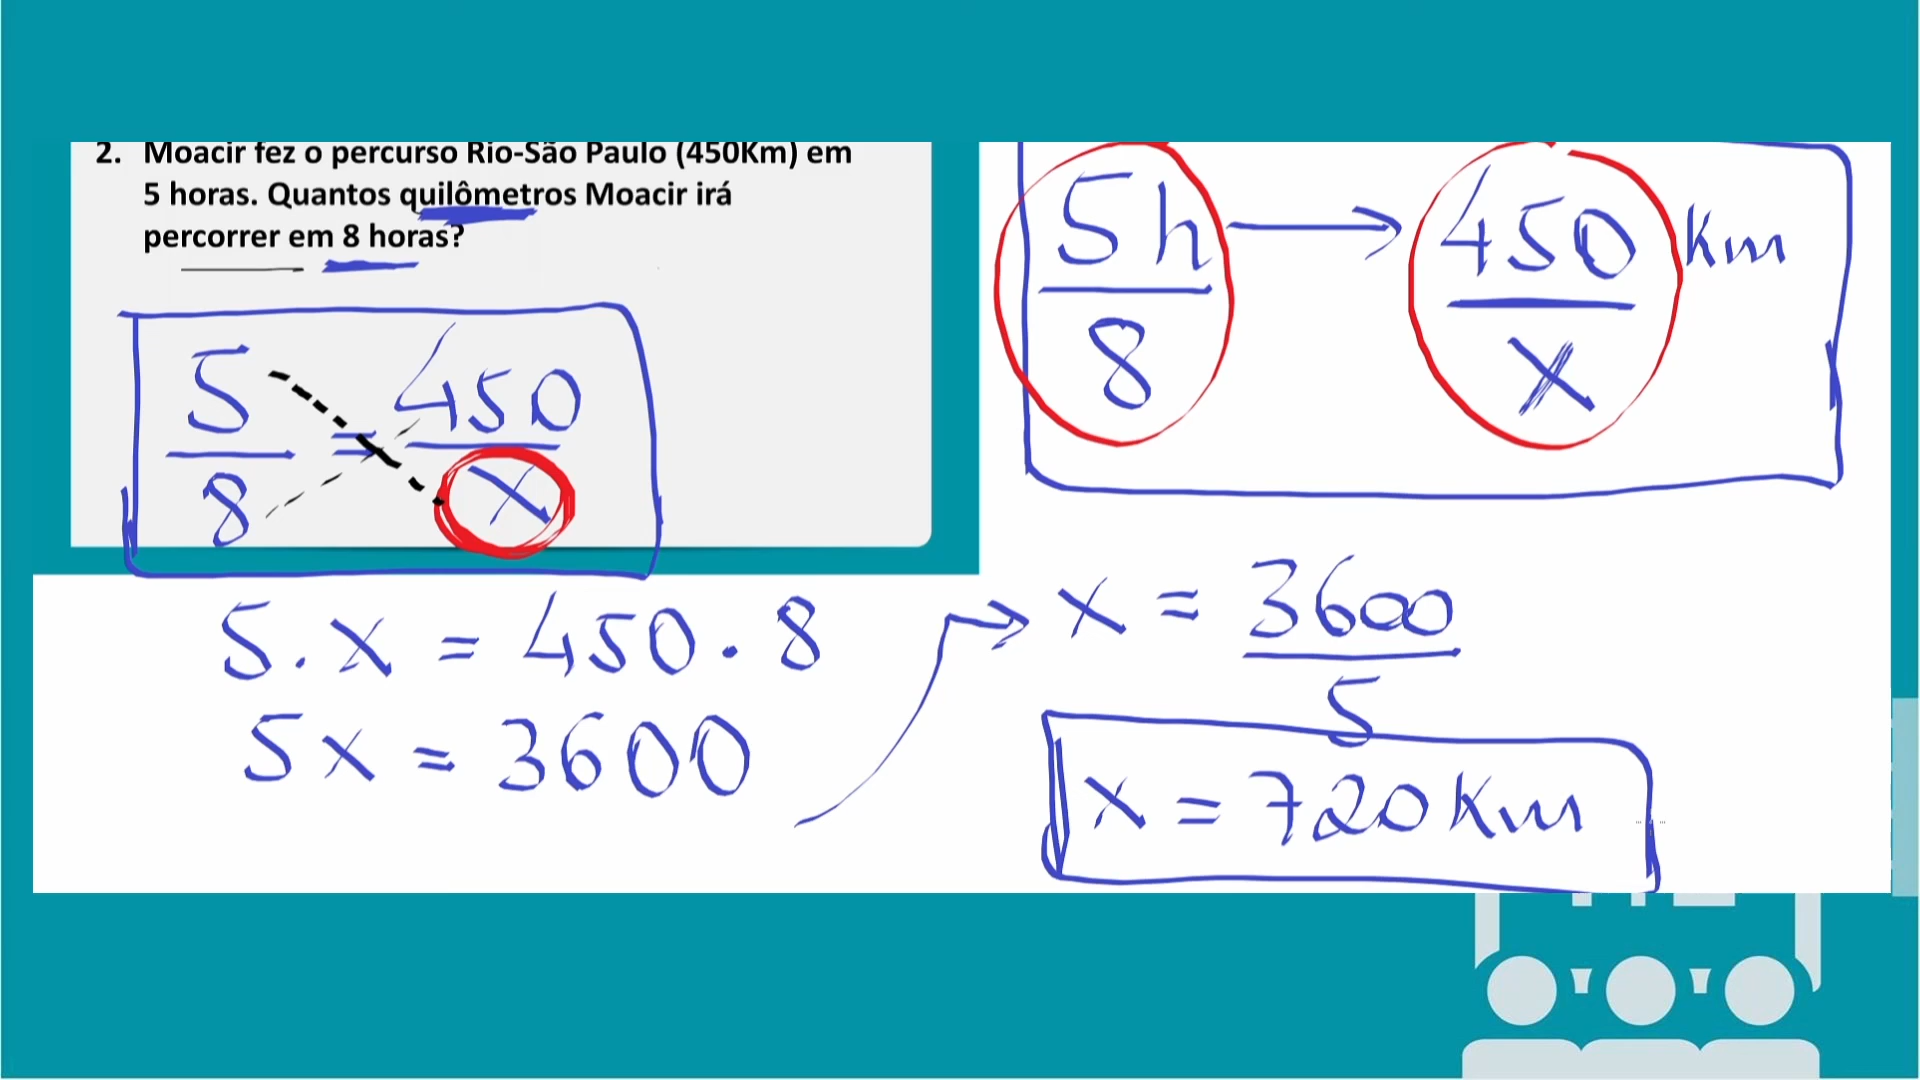 2. Moacir fez o percurso Rio-São Paulo (450Km) em
5 horas. Quantos quilômetros Moacir irá
percorrer em 8 horas?
5/8 = 450/x
5 . x = 450 . 8
5x = 3600
5h → 450 km
8 x
x = 3600/5
x = 720 Km